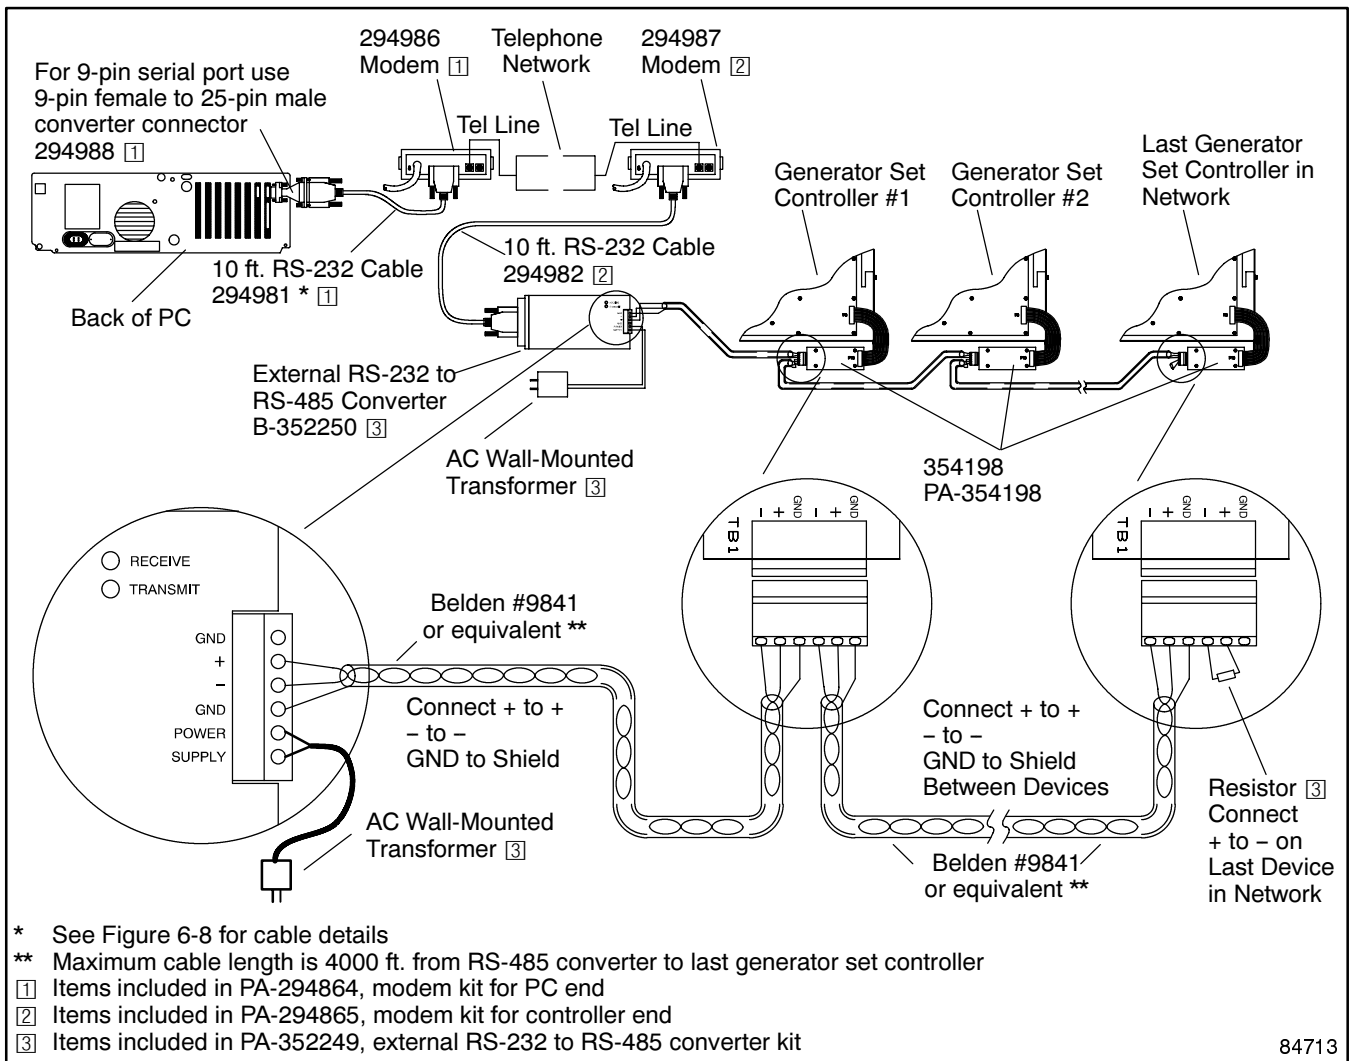 For 9-pin serial port use
9-pin female to 25-pin male
converter connector
294988 1
294986
Modem 1
Telephone
Network
294987
Modem 2
Tel Line
Tel Line
Generator Set
Controller #1
Generator Set
Controller #2
Last Generator
Set Controller in
Network
10 ft. RS-232 Cable
294981 * 1
Back of PC
10 ft. RS-232 Cable
294982 2
External RS-232 to
RS-485 Converter
B-352250 3
AC Wall-Mounted
Transformer 3
354198
PA-354198
RECEIVE
TRANSMIT
GND
+
−
GND
POWER
SUPPLY
Belden #9841
or equivalent **
Connect + to +
− to −
GND to Shield
AC Wall-Mounted
Transformer 3
TB1
− + GND − + GND
TB1
− + GND − + GND
Connect + to +
− to −
GND to Shield
Between Devices
Belden #9841
or equivalent **
Resistor 3
Connect
+ to − on
Last Device
in Network
* See Figure 6-8 for cable details
** Maximum cable length is 4000 ft. from RS-485 converter to last generator set controller
1 Items included in PA-294864, modem kit for PC end
2 Items included in PA-294865, modem kit for controller end
3 Items included in PA-352249, external RS-232 to RS-485 converter kit
84713